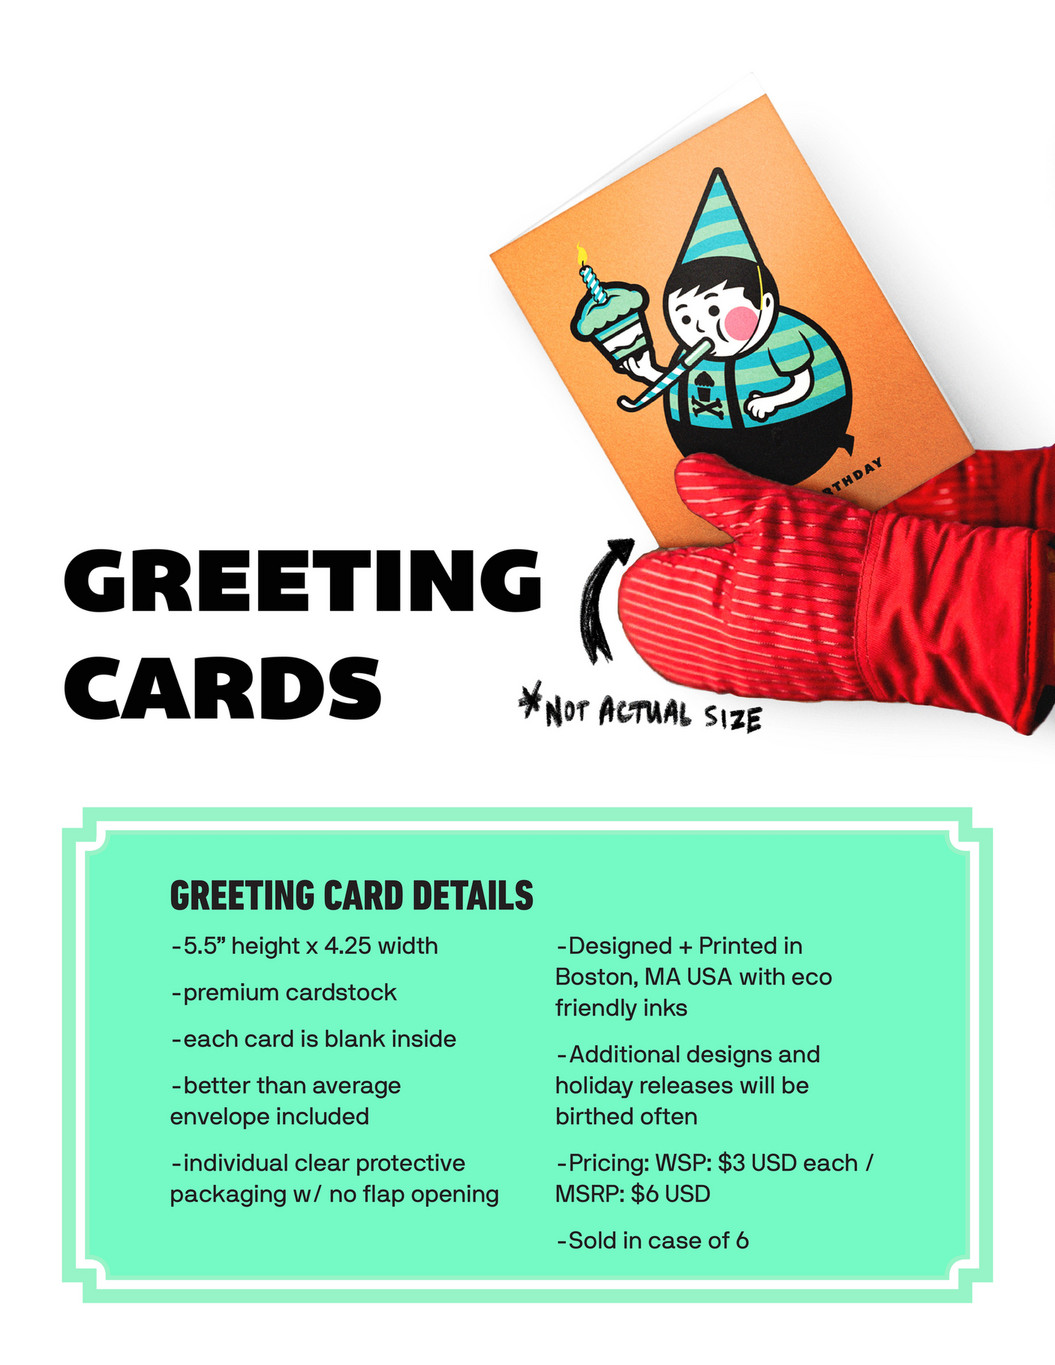 RTHDAY
GREETING
CARDS
*NOT ACTUAL SIZE
GREETING CARD DETAILS
-5.5” height x 4.25 width
-premium cardstock
-each card is blank inside
-better than average
envelope included
-individual clear protective
packaging w/ no flap opening
-Designed + Printed in
Boston, MA USA with eco
friendly inks
-Additional designs and
holiday releases will be
birthed often
-Pricing: WSP: $3 USD each /
MSRP: $6 USD
-Sold in case of 6